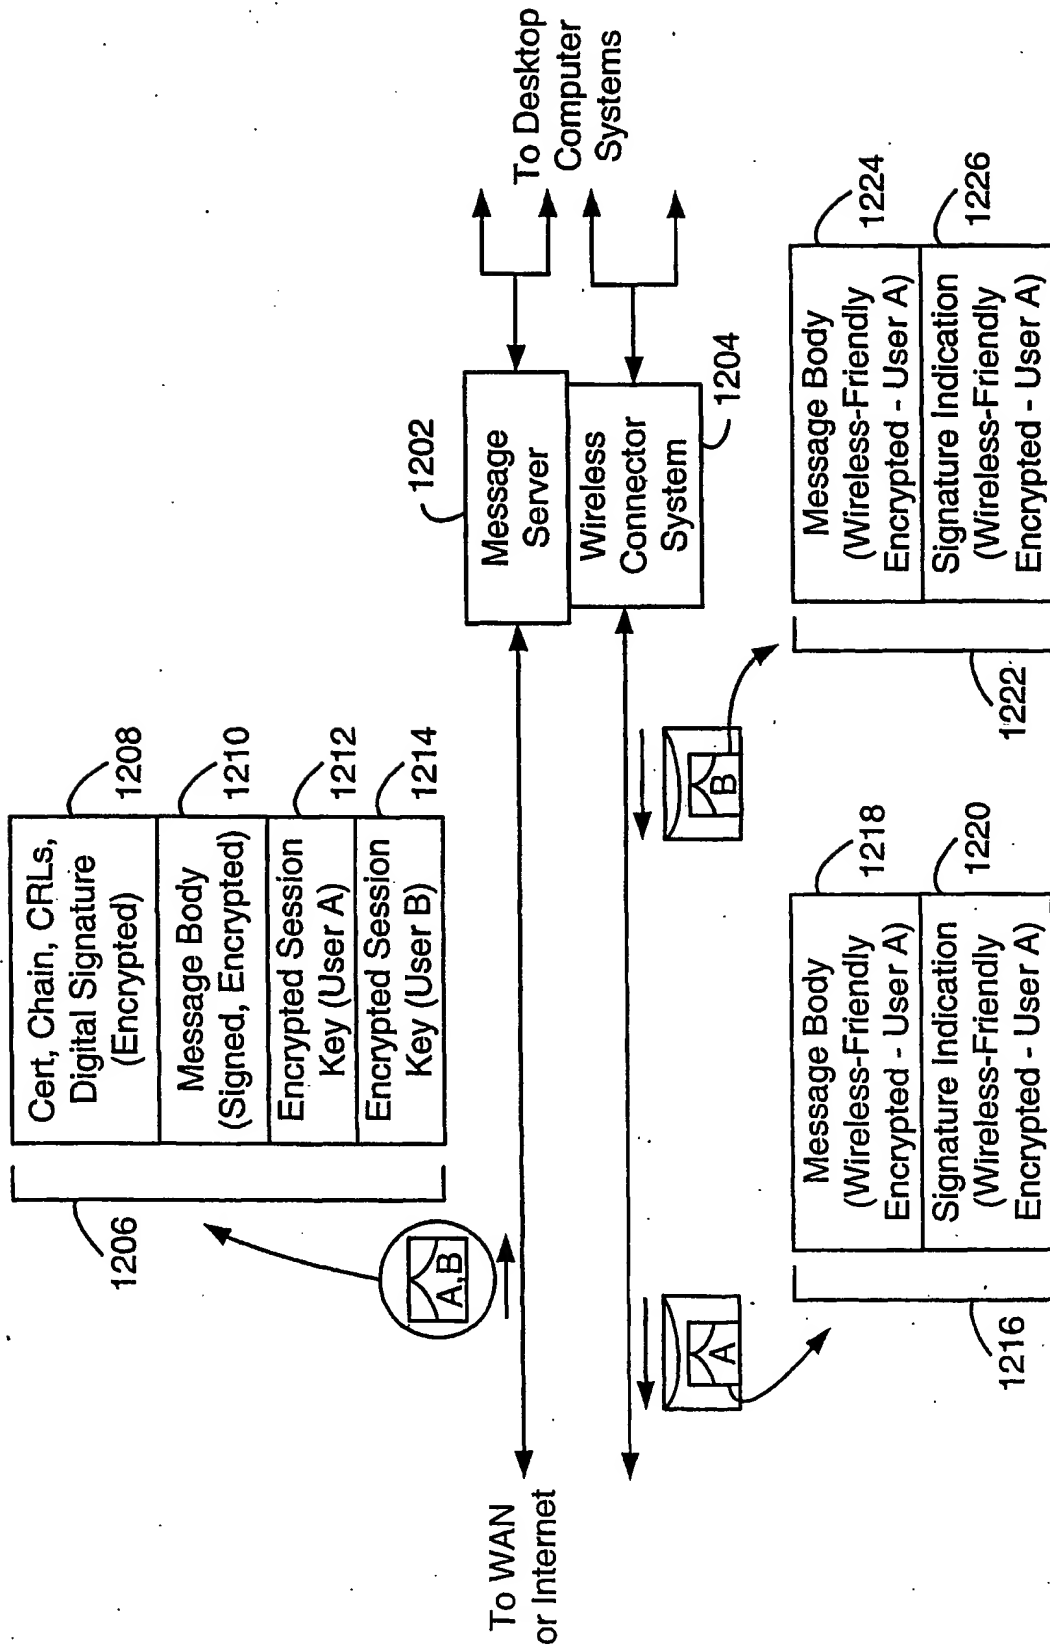 Cert, Chain, CRLs,
Digital Signature
(Encrypted)
1208
Message Body
(Signed, Encrypted)
1210
Encrypted Session
Key (User A)
1212
Encrypted Session
Key (User B)
1214
1206
A,B
To WAN
or Internet
1202
Message
Server
Wireless
Connector
System
1204
To Desktop
Computer
Systems
A
B
Message Body
(Wireless-Friendly
Encrypted - User A)
1218
Signature Indication
(Wireless-Friendly
Encrypted - User A)
1220
1216
Message Body
(Wireless-Friendly
Encrypted - User A)
1224
Signature Indication
(Wireless-Friendly
Encrypted - User A)
1226
1222